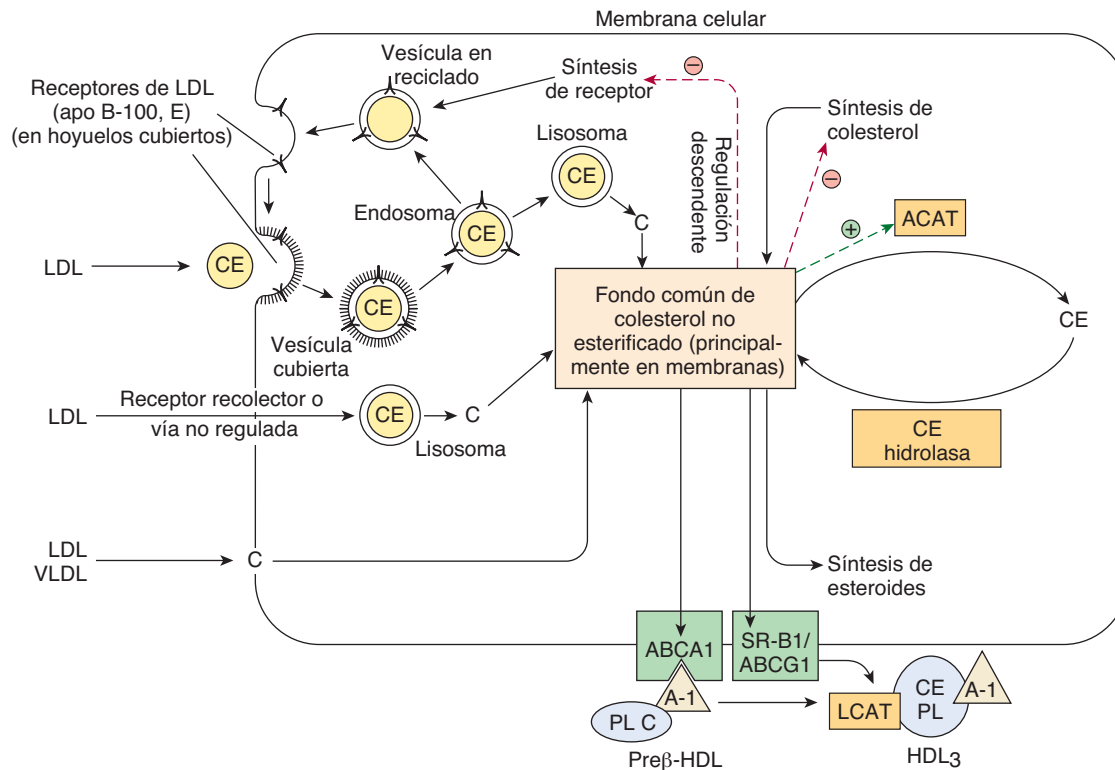 Membrana celular
Vesícula en
reciclado
Síntesis
de receptor
−
Receptores de LDL
(apo B-100, E)
(en hoyuelos cubiertos)
Lisosoma
CE
Síntesis de
colesterol
−
Regulación
descendente
Endosoma
CE
C
+
ACAT
LDL
CE
CE
Vesícula
cubierta
Fondo común de
colesterol no
esterificado (principal-
mente en membranas)
CE
LDL
Receptor recolector o
vía no regulada
CE
C
Lisosoma
CE
hidrolasa
LDL
VLDL
C
Síntesis de
esteroides
ABCA1
SR-B1/
ABCG1
A-1
PL C
Preβ-HDL
LCAT
CE
PL
A-1
HDL3